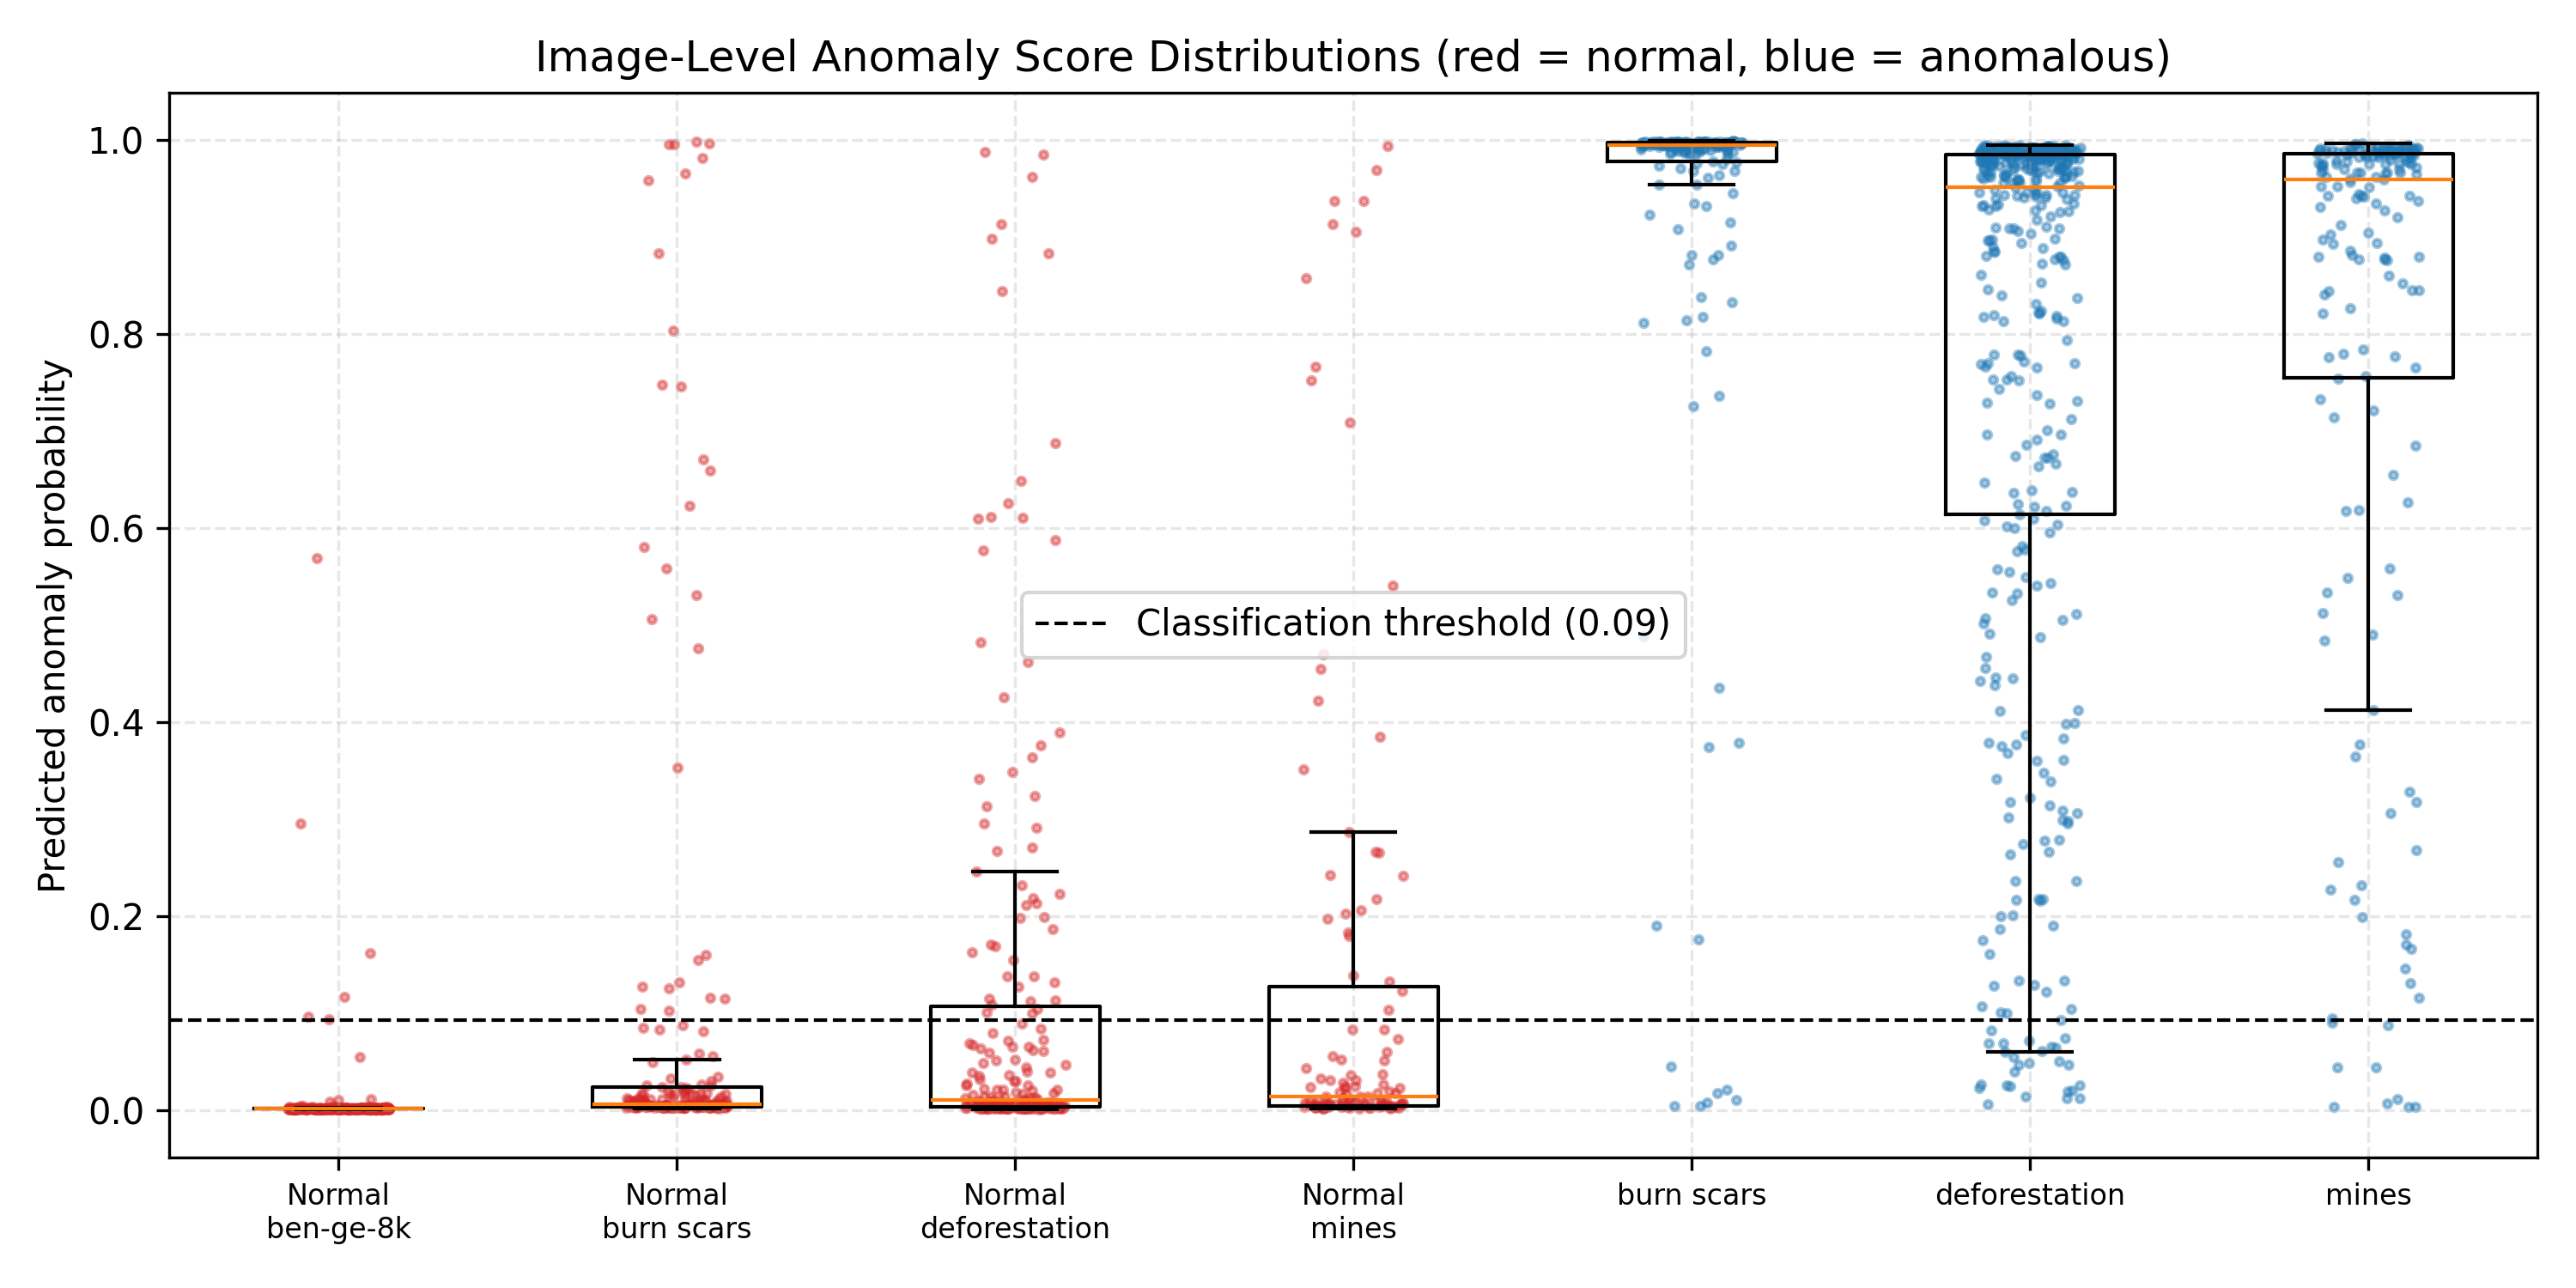 Image-Level Anomaly Score Distributions (red = normal, blue = anomalous)
Predicted anomaly probability
1.0
0.8
0.6
0.4
0.2
0.0
Classification threshold (0.09)
Normal
ben-ge-8k
Normal
burn scars
Normal
deforestation
Normal
mines
burn scars
deforestation
mines